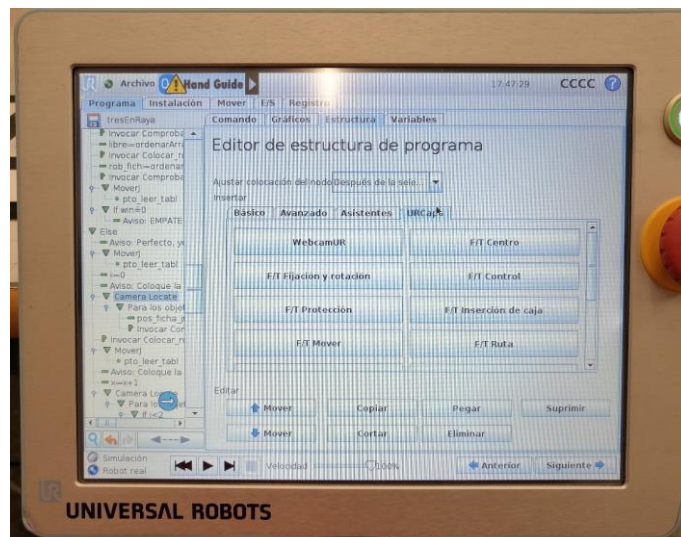 Archivo Hand Guide 17:47:29 CCCC ?
Programa Instalación Mover E/S Registro
tresEnRaya
Comando Gráficos Estructura Variables
Invocar Comproba
libre=ordenarArr
Invocar Colocar_n
rob_fich=ordenar
Invocar Comproba
MoverJ
pto_leer_tabl
If win=0
Aviso: EMPATE
Else
Aviso: Perfecto, y
MoverJ
pto_leer_tabl
i=0
Aviso: Coloque la
Camera Locate
Para los objet
pos_ficha_j
Invocar Cor
Invocar Colocar_n
MoverJ
pto_leer_tabl
Aviso: Coloque la
x=x+1
Camera Locate
Para los
If i<2
Editor de estructura de programa
Ajustar colocación del nodo Después de la sele...
Insertar
Básico Avanzado Asistentes URCaps
WebcamUR F/T Centro
F/T Fijación y rotación F/T Control
F/T Protección F/T Inserción de caja
F/T Mover F/T Ruta
Editar
Mover Copiar Pegar Suprimir
Mover Cortar Eliminar
Simulación
Robot real
Velocidad 100%
Anterior Siguiente
UNIVERSAL ROBOTS